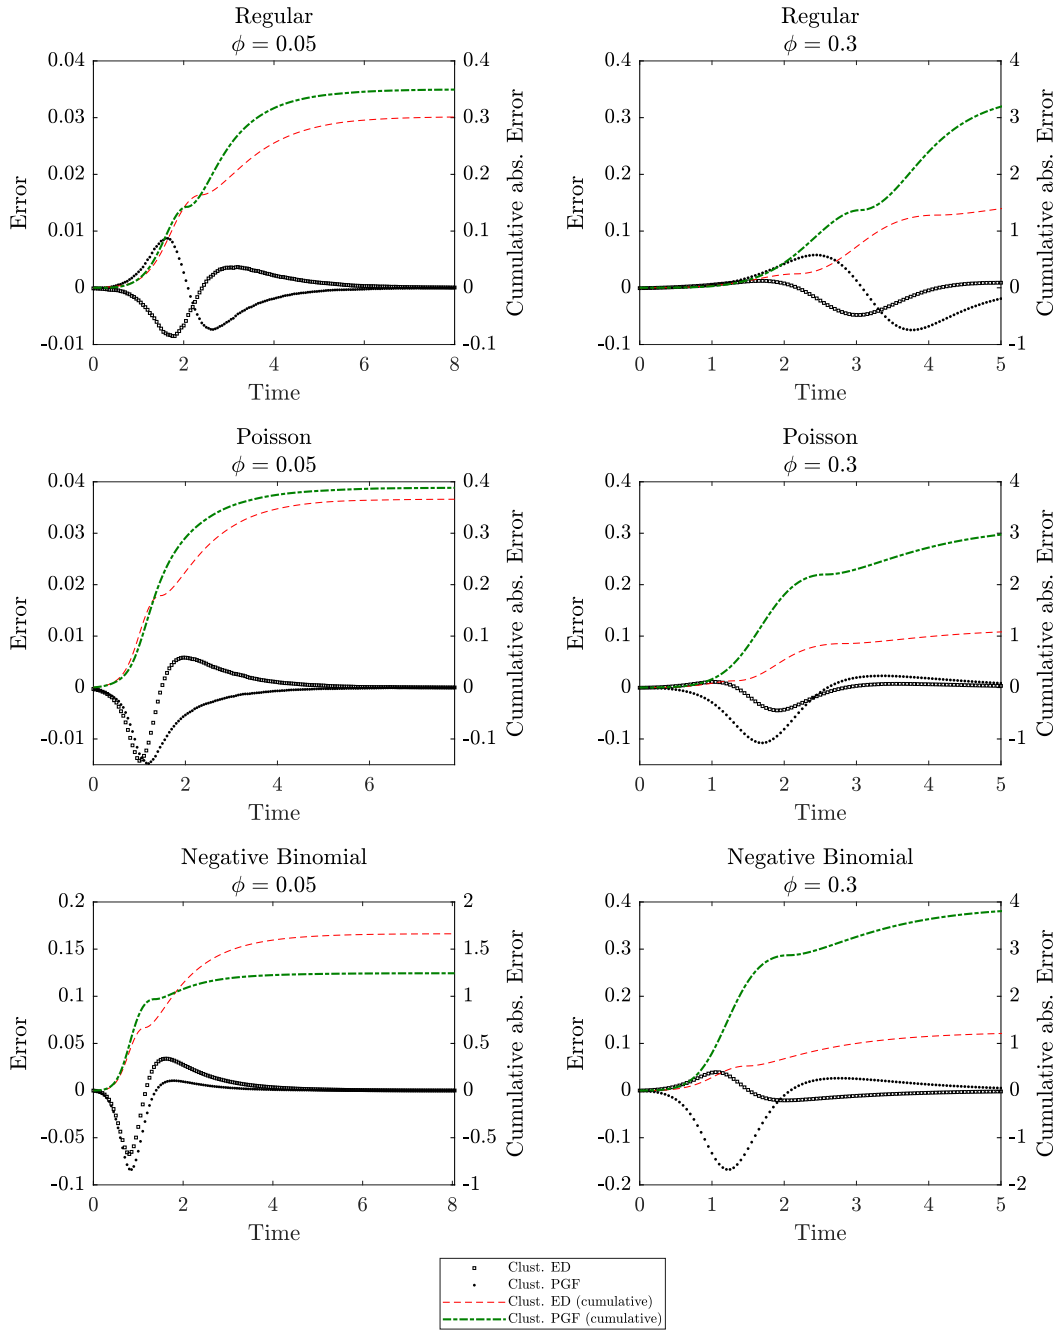 Regular
ϕ = 0.05
0.04
0.03
0.02
0.01
0
-0.01
Error
0.4
0.3
0.2
0.1
0
-0.1
Cumulative abs. Error
0 2 4 6 8
Time
Regular
ϕ = 0.3
0.4
0.3
0.2
0.1
0
-0.1
Error
4
3
2
1
0
-1
Cumulative abs. Error
0 1 2 3 4 5
Time
Poisson
ϕ = 0.05
0.04
0.03
0.02
0.01
0
-0.01
Error
0.4
0.3
0.2
0.1
0
-0.1
Cumulative abs. Error
0 2 4 6
Time
Poisson
ϕ = 0.3
0.4
0.3
0.2
0.1
0
-0.1
Error
4
3
2
1
0
-1
Cumulative abs. Error
0 1 2 3 4 5
Time
Negative Binomial
ϕ = 0.05
0.2
0.15
0.1
0.05
0
-0.05
-0.1
Error
2
1.5
1
0.5
0
-0.5
-1
Cumulative abs. Error
0 2 4 6 8
Time
Negative Binomial
ϕ = 0.3
0.4
0.3
0.2
0.1
0
-0.1
-0.2
Error
4
3
2
1
0
-1
-2
Cumulative abs. Error
0 1 2 3 4 5
Time
Clust. ED
Clust. PGF
Clust. ED (cumulative)
Clust. PGF (cumulative)